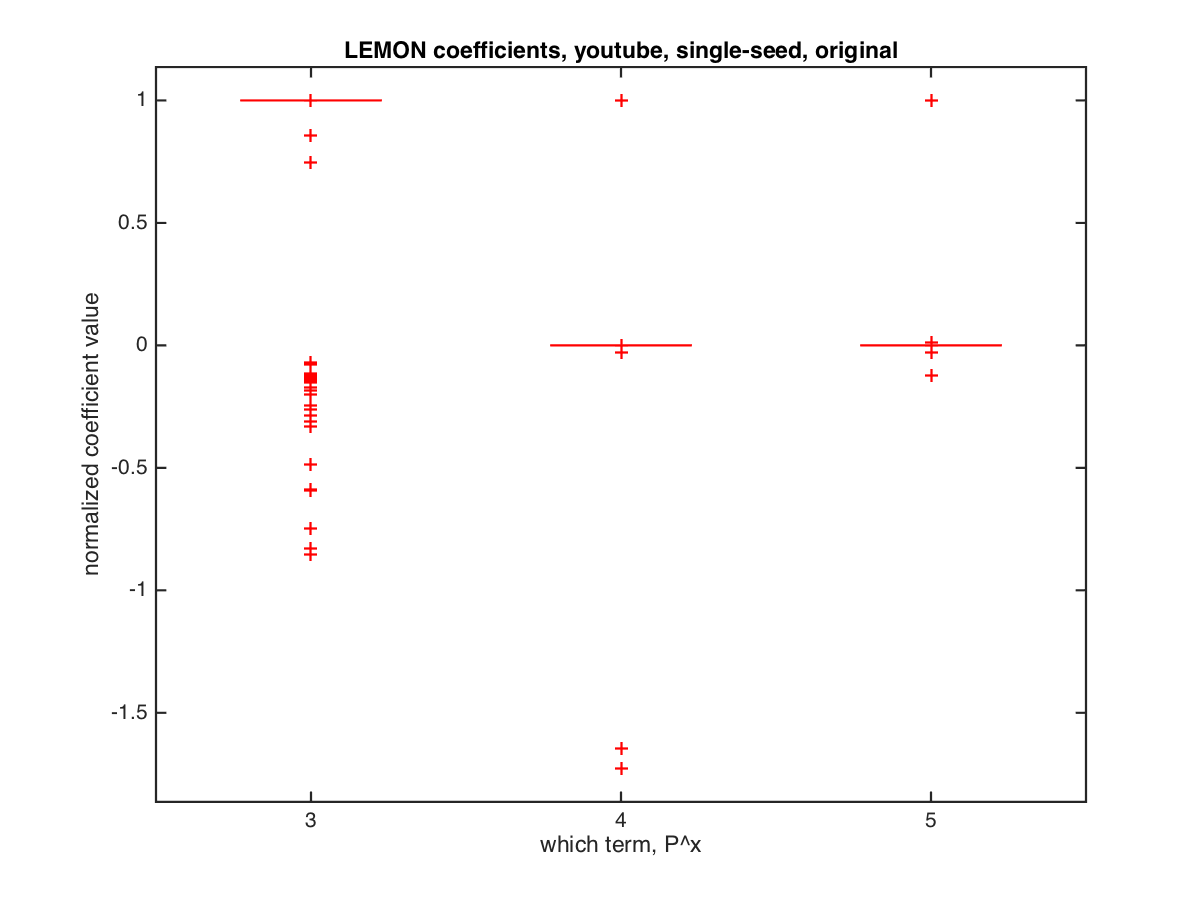 LEMON coefficients, youtube, single-seed, original
normalized coefficient value
1
0.5
0
-0.5
-1
-1.5
3 4 5
which term, P^x